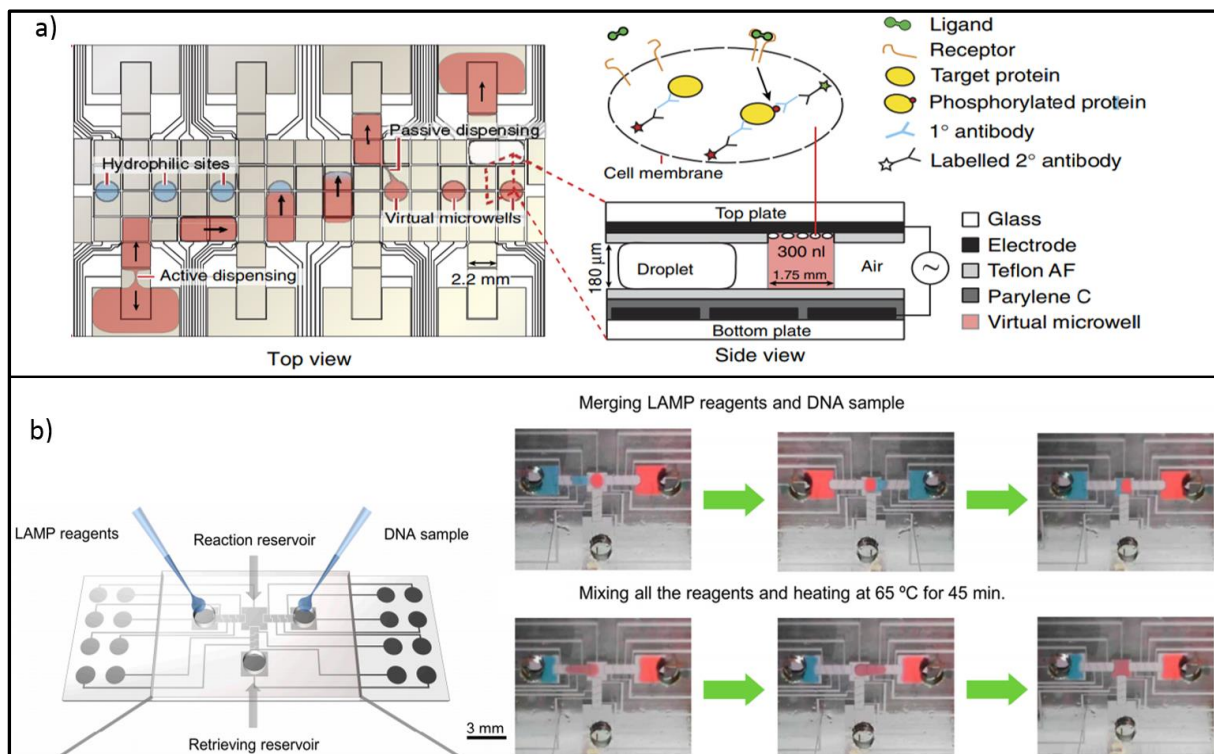 a)
Hydrophilic sites
Passive dispensing
Virtual microwells
Active dispensing
2.2 mm
Top view
Cell membrane
Ligand
Receptor
Target protein
Phosphorylated protein
1° antibody
Labelled 2° antibody
Top plate
300 nl
1.75 mm
Droplet
Air
180 µm
Bottom plate
Side view
Glass
Electrode
Teflon AF
Parylene C
Virtual microwell
b)
LAMP reagents
Reaction reservoir
DNA sample
Retrieving reservoir
3 mm
Merging LAMP reagents and DNA sample
Mixing all the reagents and heating at 65 ºC for 45 min.